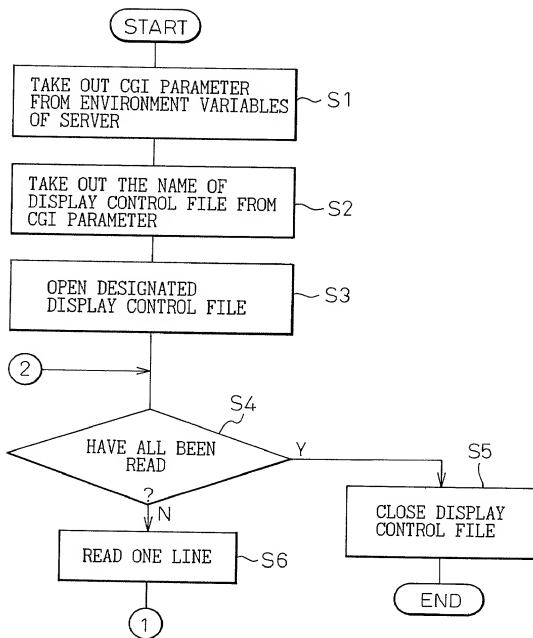 START
TAKE OUT CGI PARAMETER
FROM ENVIRONMENT VARIABLES
OF SERVER
S1
TAKE OUT THE NAME OF
DISPLAY CONTROL FILE FROM
CGI PARAMETER
S2
OPEN DESIGNATED
DISPLAY CONTROL FILE
S3
2
S4
HAVE ALL BEEN
READ
?
Y
N
S5
CLOSE DISPLAY
CONTROL FILE
READ ONE LINE
S6
END
1